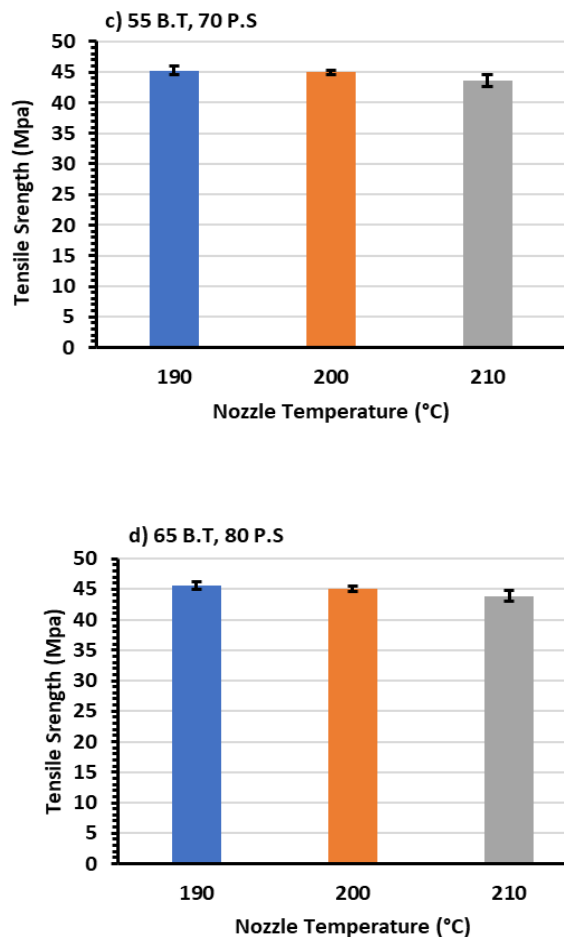 c) 55 B.T, 70 P.S
50
45
40
35
30
25
20
15
10
5
0
Tensile Srength (Mpa)
190 200 210
Nozzle Temperature (°C)
d) 65 B.T, 80 P.S
50
45
40
35
30
25
20
15
10
5
0
Tensile Srength (Mpa)
190 200 210
Nozzle Temperature (°C)